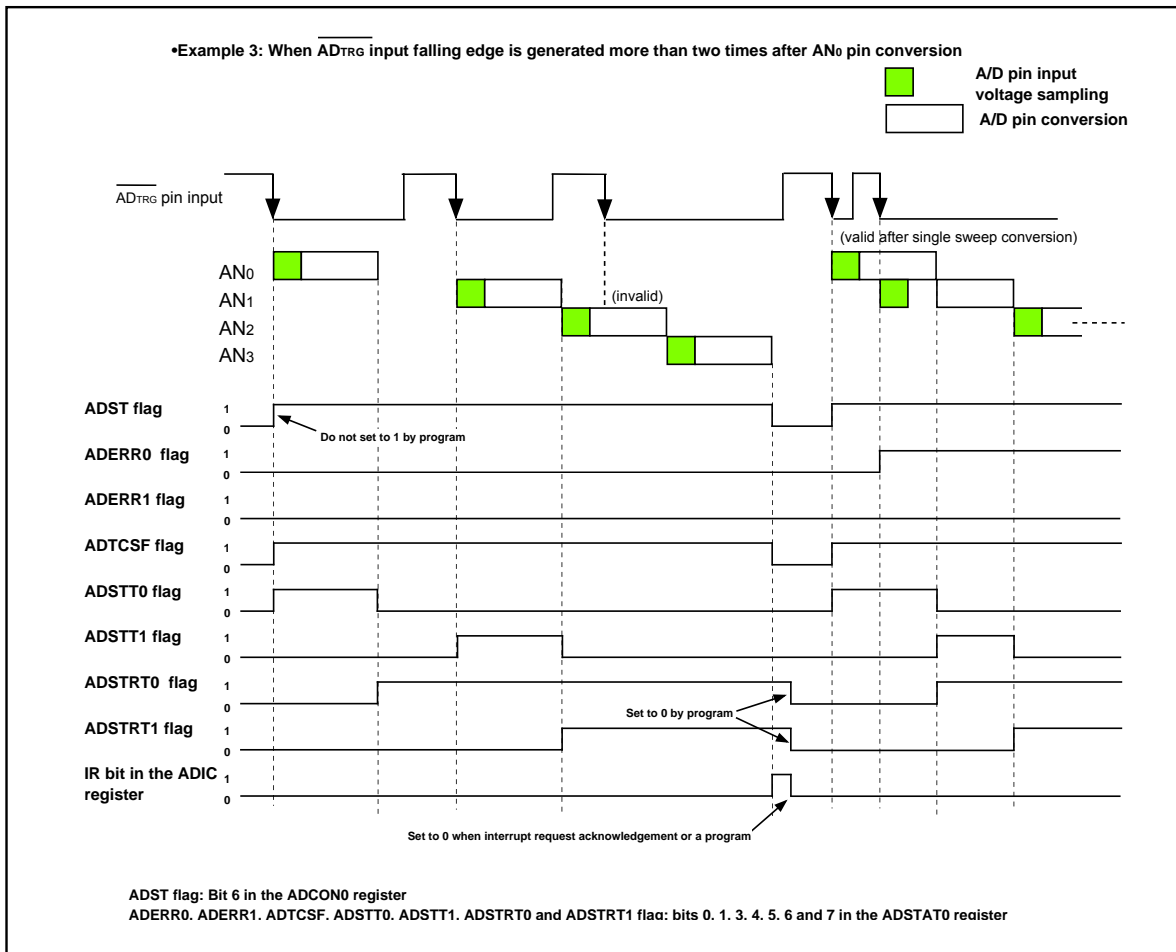 •Example 3: When ADTRG input falling edge is generated more than two times after AN0 pin conversion
A/D pin input
voltage sampling
A/D pin conversion
ADTRG pin input
(valid after single sweep conversion)
AN0
AN1
(invalid)
AN2
AN3
ADST flag
1
0
Do not set to 1 by program
ADERR0 flag
1
0
ADERR1 flag
1
0
ADTCSF flag
1
0
ADSTT0 flag
1
0
ADSTT1 flag
1
0
ADSTRT0 flag
1
0
Set to 0 by program
ADSTRT1 flag
1
0
IR bit in the ADIC
register
1
0
Set to 0 when interrupt request acknowledgement or a program
ADST flag: Bit 6 in the ADCON0 register
ADERR0, ADERR1, ADTCSF, ADSTT0, ADSTT1, ADSTRT0 and ADSTRT1 flag: bits 0, 1, 3, 4, 5, 6 and 7 in the ADSTAT0 register